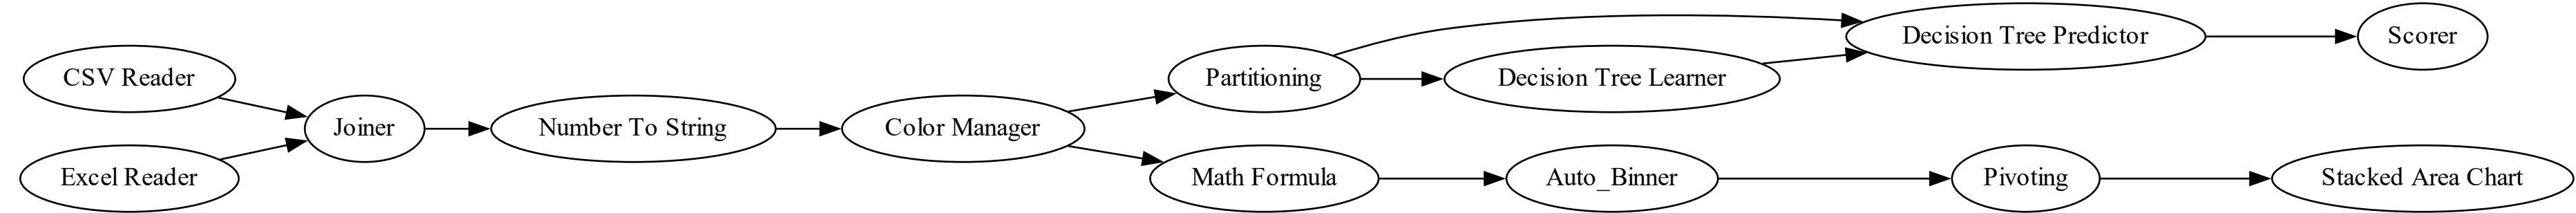 CSV Reader
Excel Reader
Joiner
Number To String
Color Manager
Partitioning
Decision Tree Learner
Decision Tree Predictor
Scorer
Math Formula
Auto_Binner
Pivoting
Stacked Area Chart